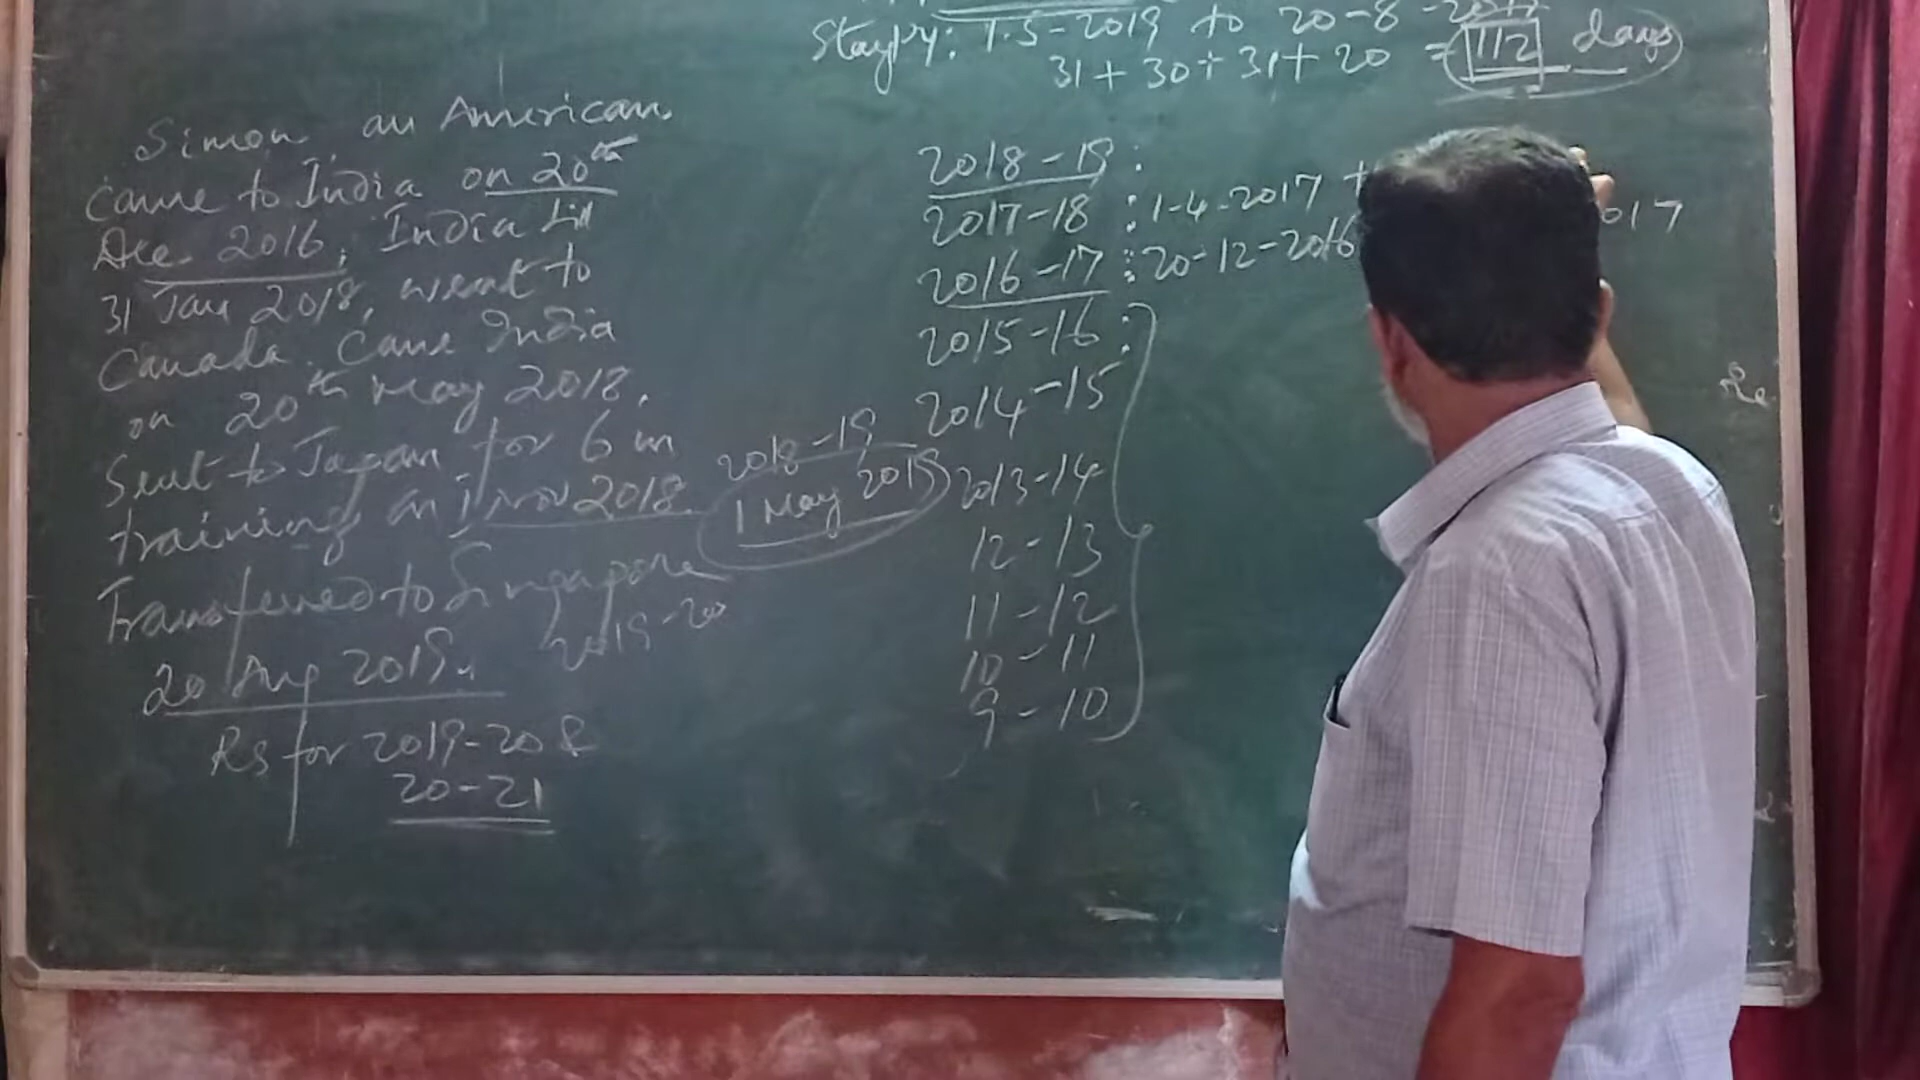 Simon an American
came to India on 20th
Dec. 2016, India till
31 Jan 2018, went to
Canada. Came India
on 20th May 2018.
Sent to Japan for 6 m
training on 1 Nov 2018.
Transferred to Singapore
20 Aug 2019.
2019-20
Rs for 2019-20 &
20-21
2018-19
1 May 2019
Stay PY: 1-5-2019 to 20-8-
31 + 30 + 31 + 20 = 112 days
2018-19:
2017-18 : 1-4-2017
2016-17 : 20-12-2016 017
2015-16:
2014-15
2013-14
12-13
11-12
10-11
9-10
Re